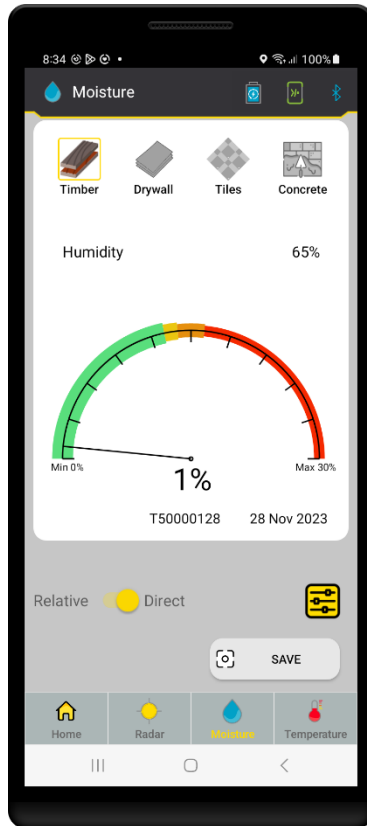 8:34 100%
Moisture
Timber Drywall Tiles Concrete
Humidity 65%
Min 0% Max 30%
1%
T50000128 28 Nov 2023
Relative Direct
SAVE
Home Radar Moisture Temperature